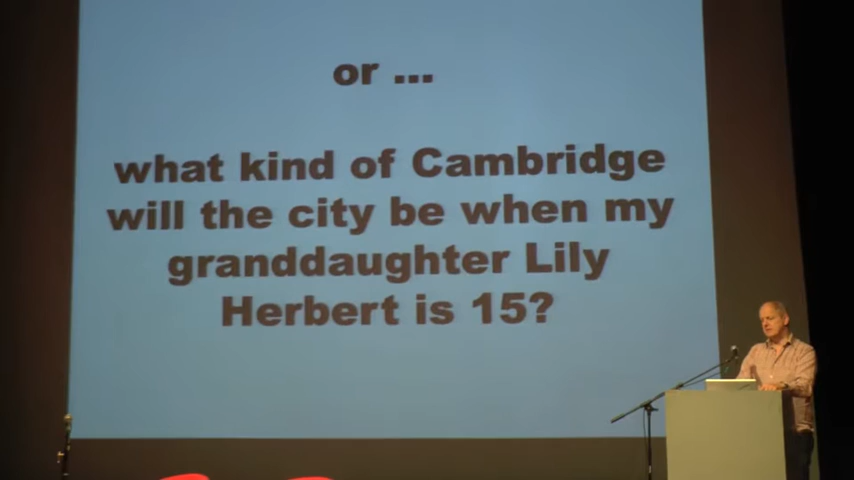 or ...
what kind of Cambridge
will the city be when my
granddaughter Lily
Herbert is 15?